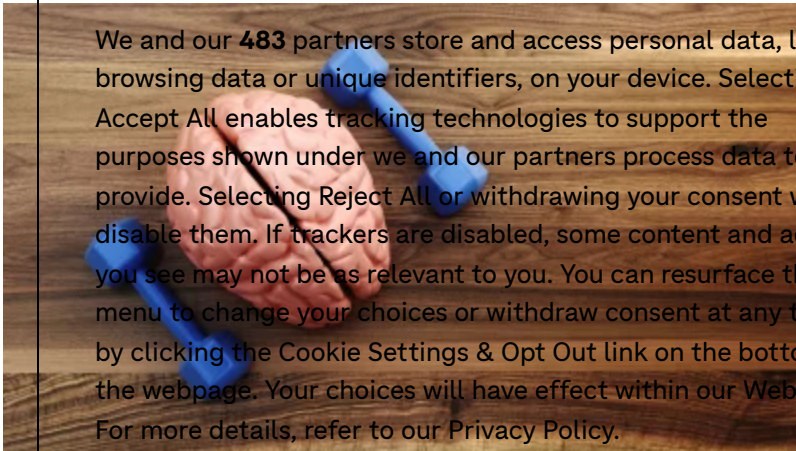 We and our 483 partners store and access personal data, l
browsing data or unique identifiers, on your device. Select
Accept All enables tracking technologies to support the
purposes shown under we and our partners process data t
provide. Selecting Reject All or withdrawing your consent w
disable them. If trackers are disabled, some content and a
you see may not be as relevant to you. You can resurface t
menu to change your choices or withdraw consent at any t
by clicking the Cookie Settings & Opt Out link on the botto
the webpage. Your choices will have effect within our Web
For more details, refer to our Privacy Policy.